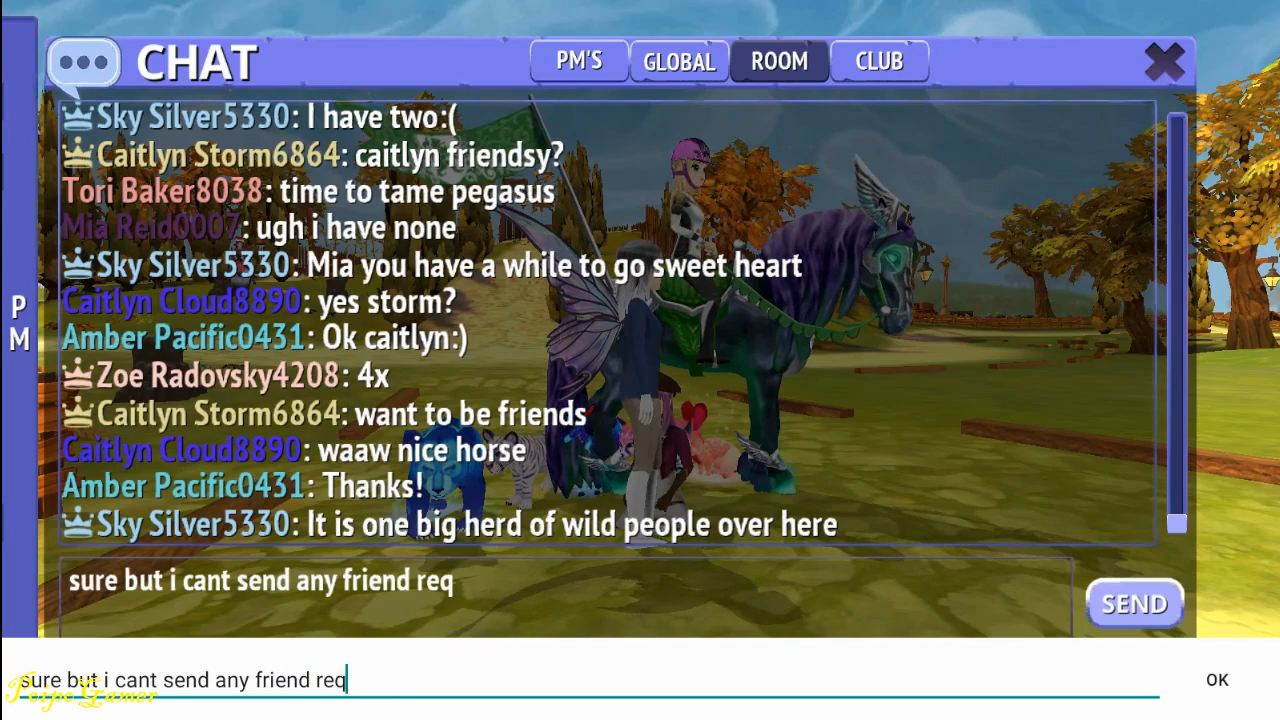 CHAT
PM'S
GLOBAL
ROOM
CLUB
Sky Silver5330: I have two:(
Caitlyn Storm6864: caitlyn friendsy?
Tori Baker8038: time to tame pegasus
Mia Reid0007: ugh i have none
Sky Silver5330: Mia you have a while to go sweet heart
Caitlyn Cloud8890: yes storm?
Amber Pacific0431: Ok caitlyn:)
Zoe Radovsky4208: 4x
Caitlyn Storm6864: want to be friends
Caitlyn Cloud8890: waaw nice horse
Amber Pacific0431: Thanks!
Sky Silver5330: It is one big herd of wild people over here
PM
sure but i cant send any friend req
SEND
sure but i cant send any friend req
OK